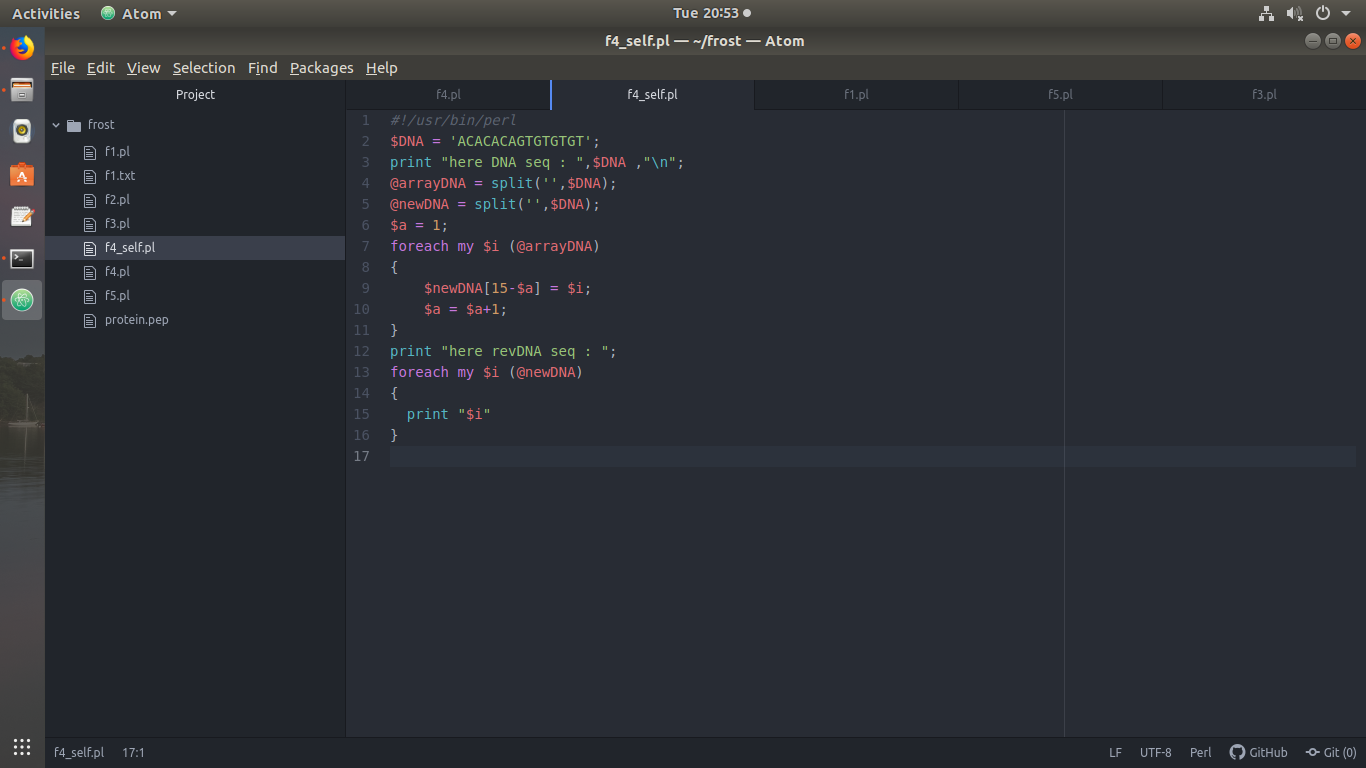 Activities Atom Tue 20:53
f4_self.pl — ~/frost — Atom
File Edit View Selection Find Packages Help
Project f4.pl f4_self.pl f1.pl f5.pl f3.pl
frost
f1.pl
f1.txt
f2.pl
f3.pl
f4_self.pl
f4.pl
f5.pl
protein.pep
1 #!/usr/bin/perl
2 $DNA = 'ACACACAGTGTGTGT';
3 print "here DNA seq : ",$DNA ,"\n";
4 @arrayDNA = split('',$DNA);
5 @newDNA = split('',$DNA);
6 $a = 1;
7 foreach my $i (@arrayDNA)
8 {
9     $newDNA[15-$a] = $i;
10     $a = $a+1;
11 }
12 print "here revDNA seq : ";
13 foreach my $i (@newDNA)
14 {
15   print "$i"
16 }
17
f4_self.pl 17:1 LF UTF-8 Perl GitHub Git (0)